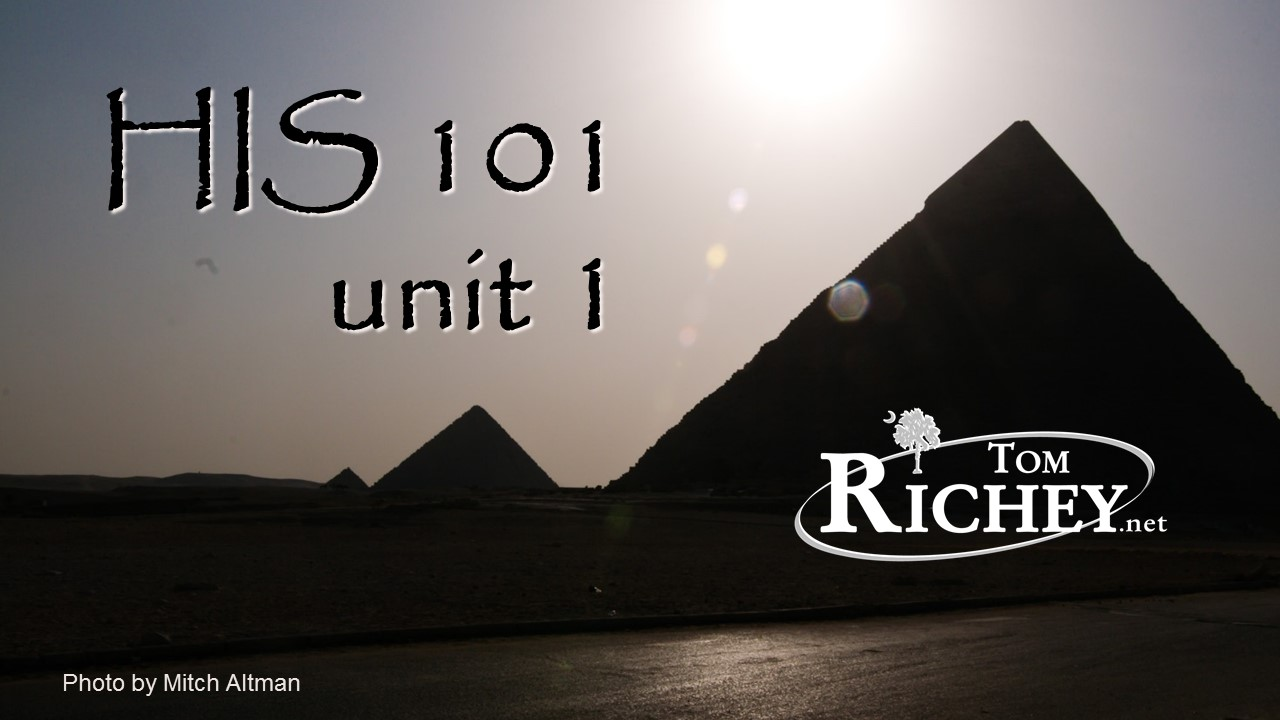 HIS 101
unit 1
TOM
RICHEY.net
Photo by Mitch Altman